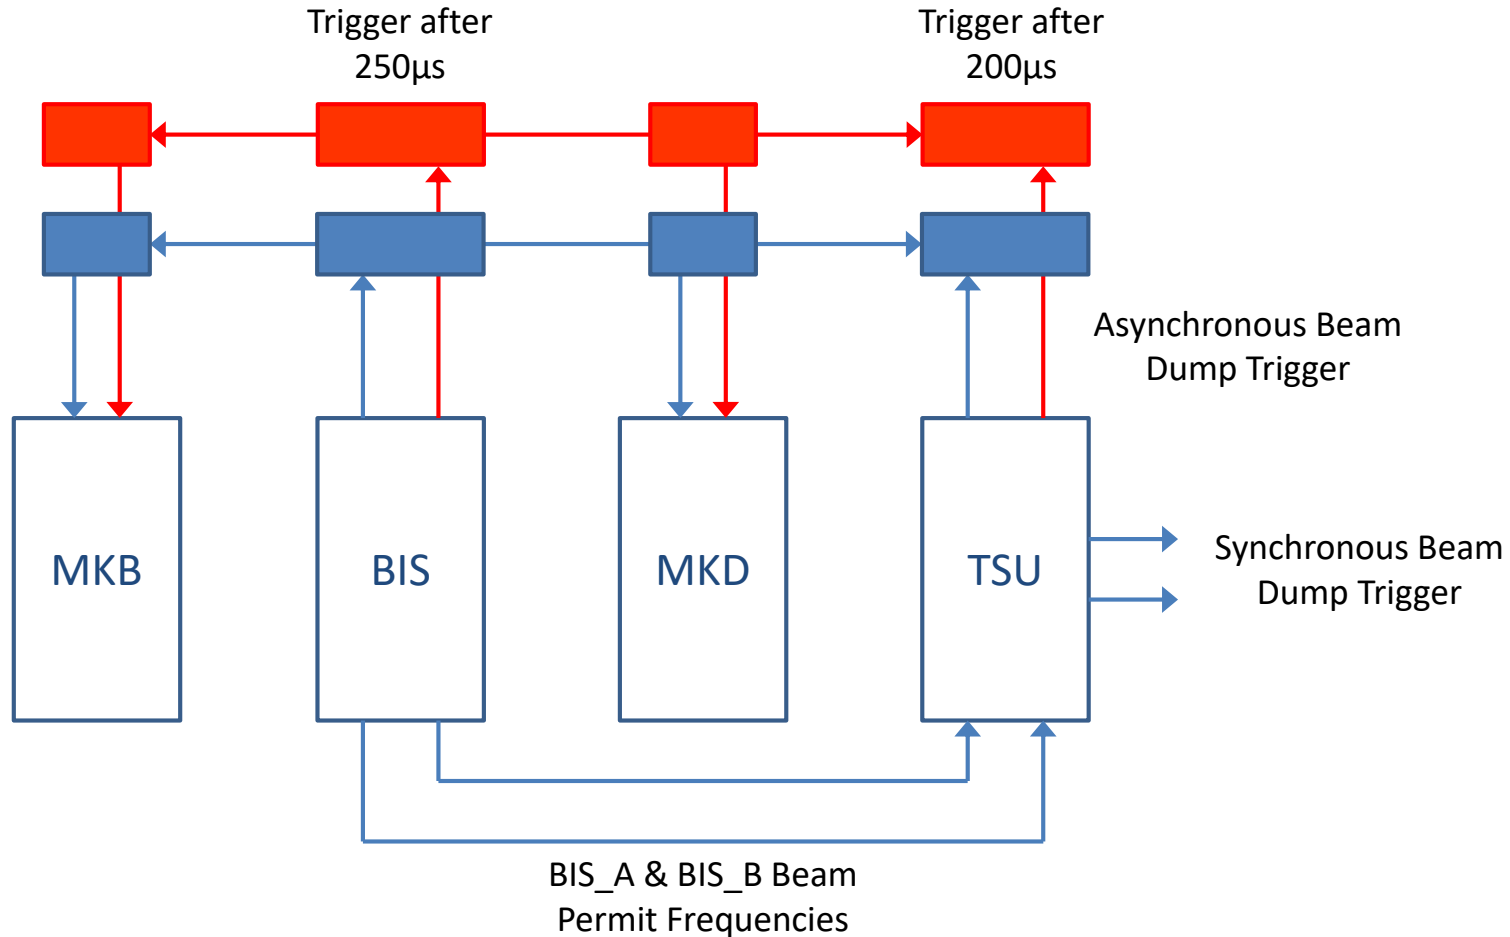 Trigger after
250µs
Trigger after
200µs
Asynchronous Beam
Dump Trigger
MKB
BIS
MKD
TSU
Synchronous Beam
Dump Trigger
BIS_A & BIS_B Beam
Permit Frequencies